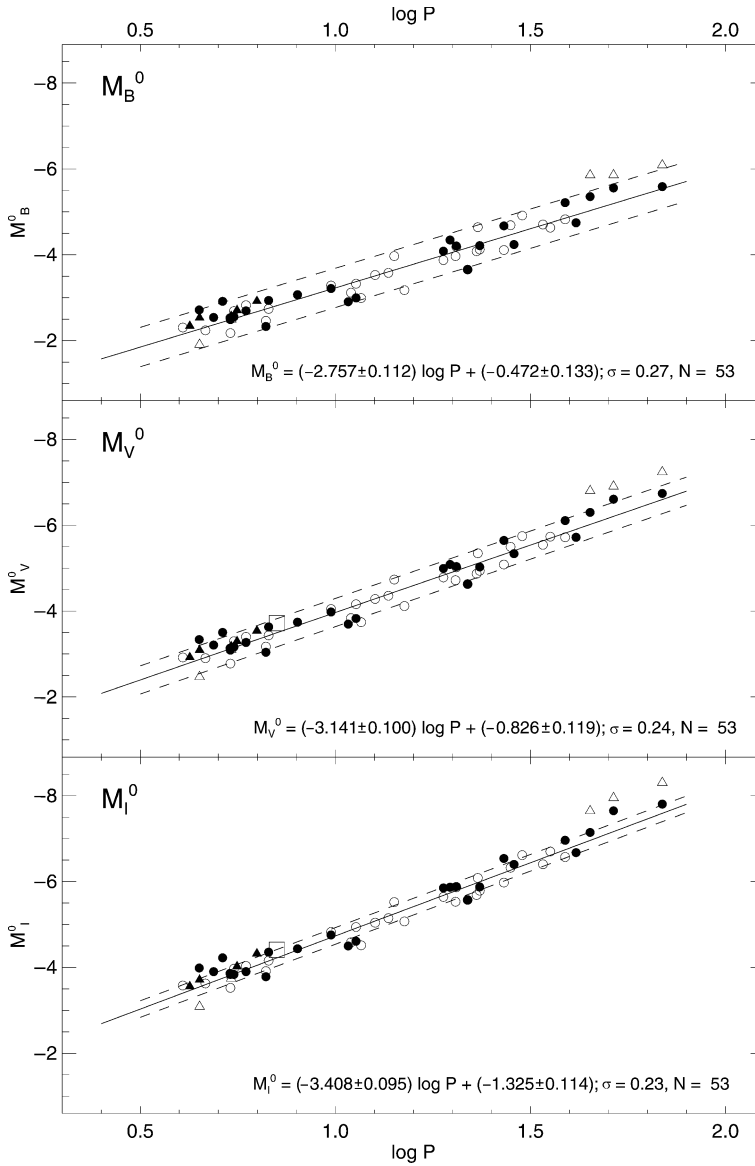 log P
0.5 1.0 1.5 2.0
−8
M_B^0
−6
M^0_B
−4
−2
M_B^0 = (−2.757±0.112) log P + (−0.472±0.133); σ = 0.27, N = 53
−8
M_V^0
−6
M^0_V
−4
−2
M_V^0 = (−3.141±0.100) log P + (−0.826±0.119); σ = 0.24, N = 53
−8
M_I^0
−6
M^0_I
−4
−2
M_I^0 = (−3.408±0.095) log P + (−1.325±0.114); σ = 0.23, N = 53
0.5 1.0 1.5 2.0
log P